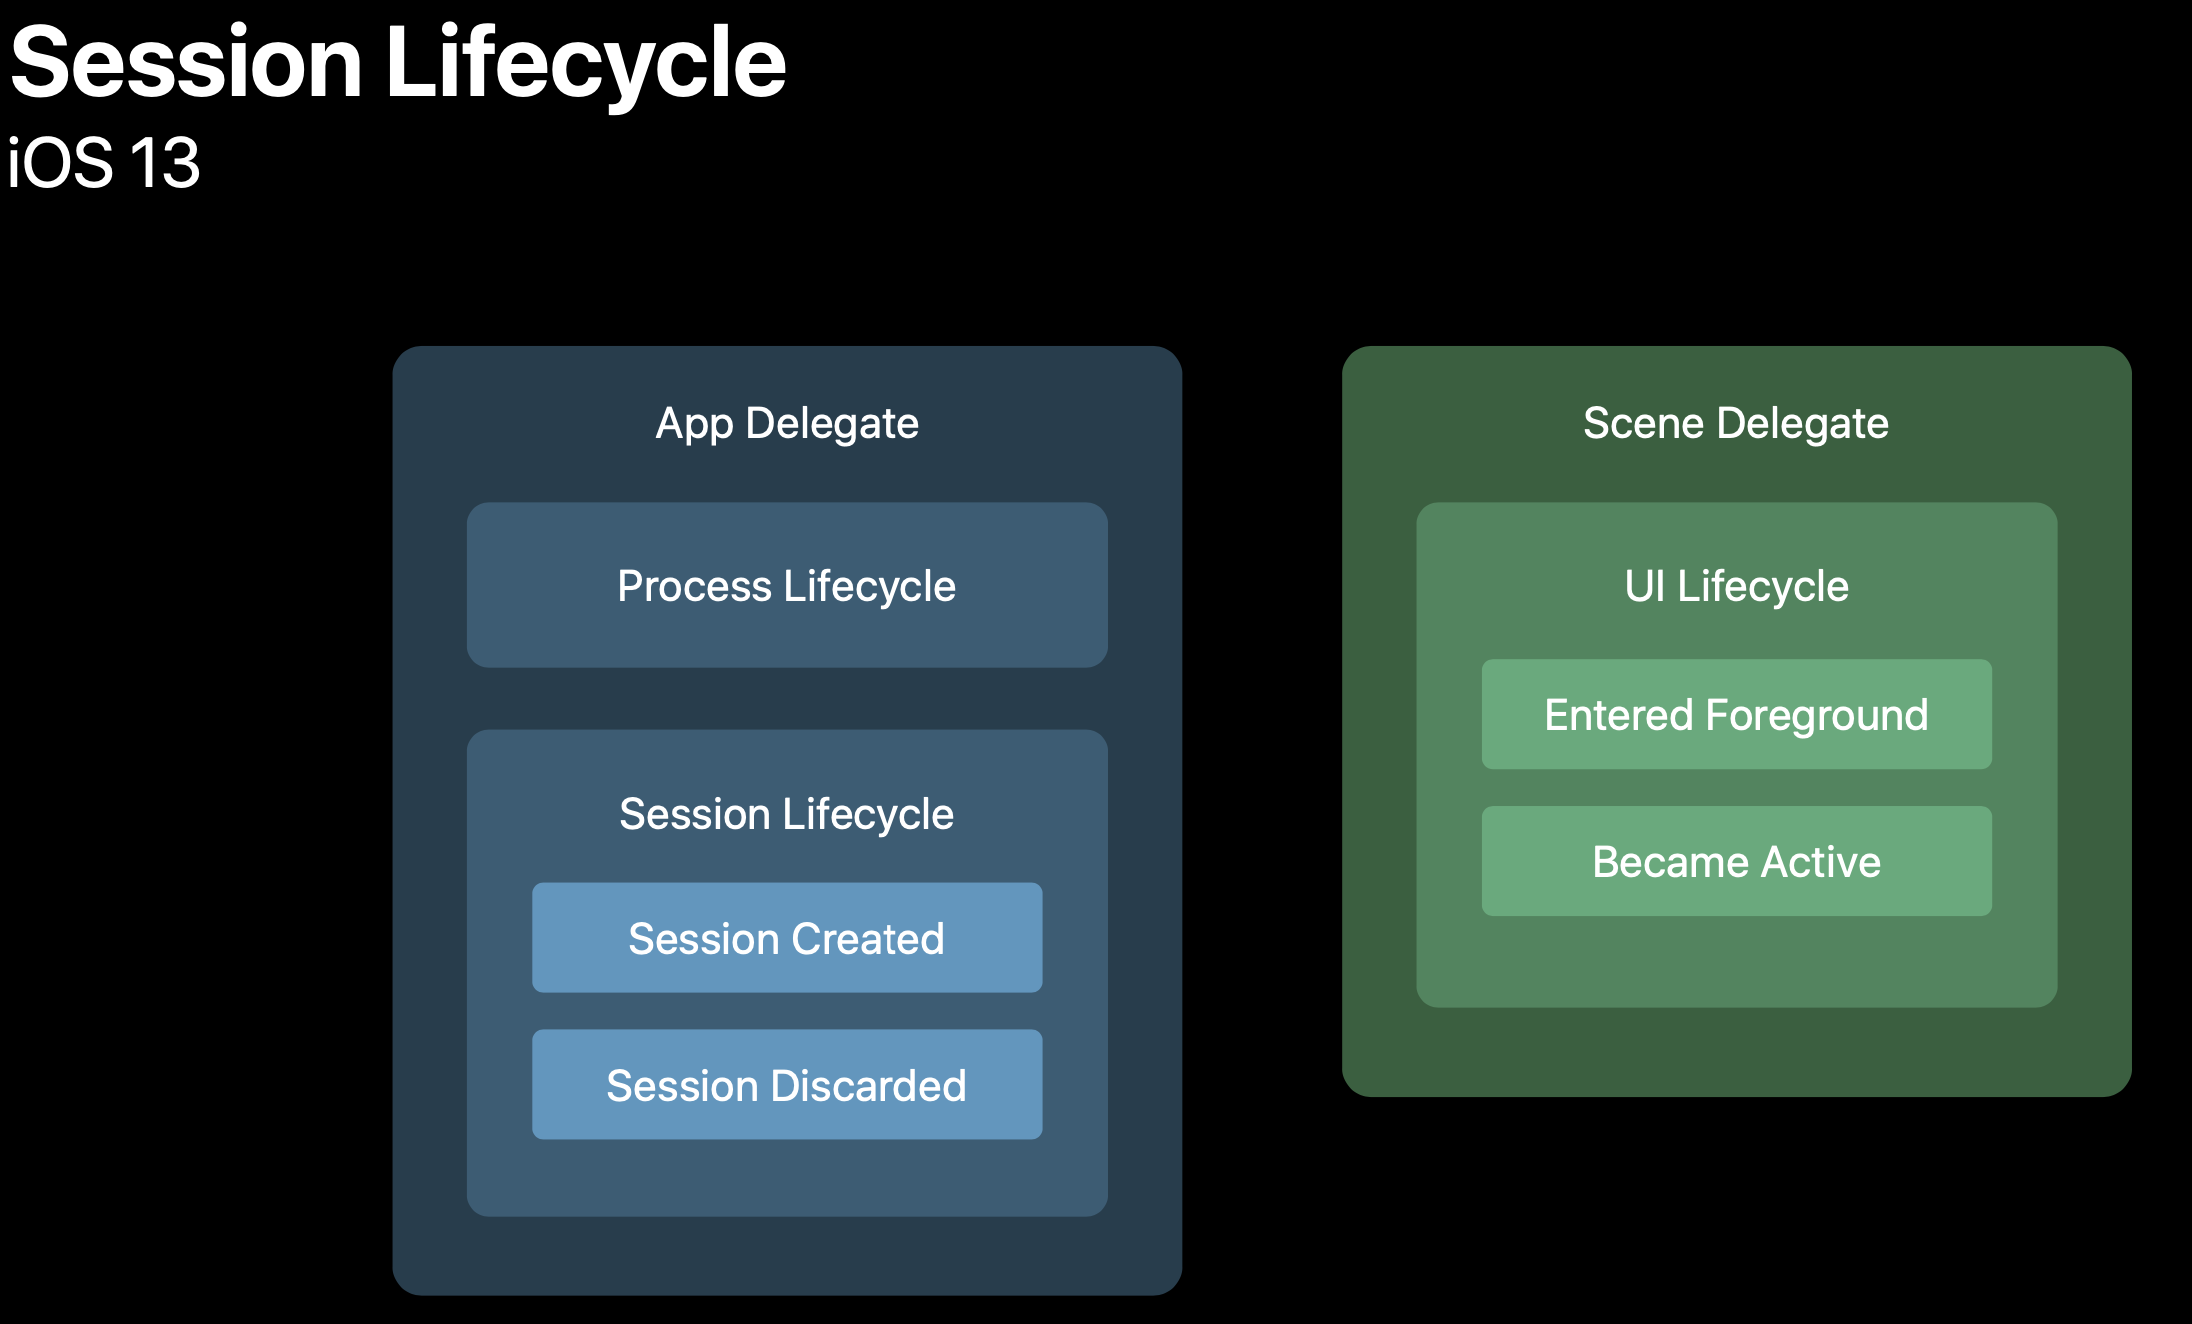 Session Lifecycle
iOS 13
App Delegate
Process Lifecycle
Session Lifecycle
Session Created
Session Discarded
Scene Delegate
UI Lifecycle
Entered Foreground
Became Active